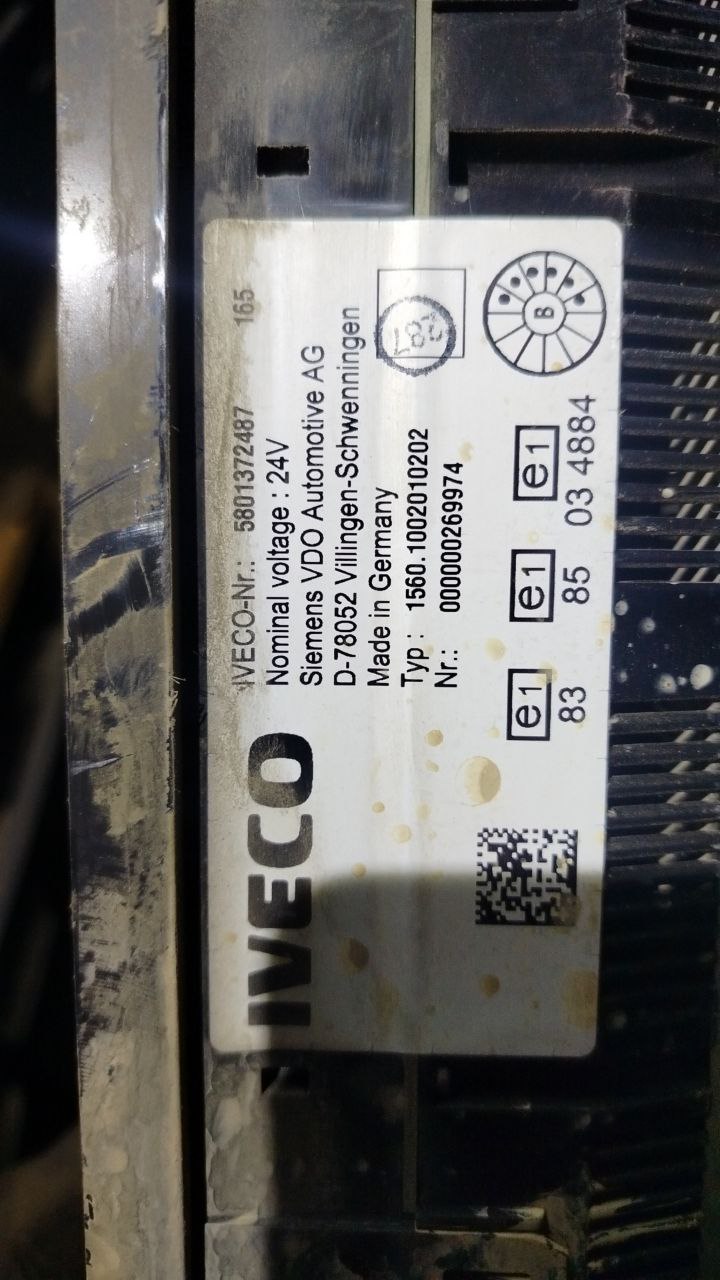 IVECO
IVECO-Nr.: 5801372487 165
Nominal voltage : 24V
Siemens VDO Automotive AG
D-78052 Villingen-Schwenningen
Made in Germany
Typ : 1560.1002010202
Nr.: 000000269974
e1 e1 e1
83 85 03 4884
B